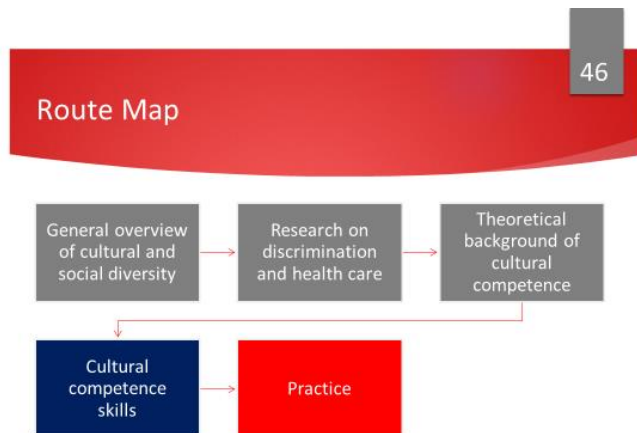 46
Route Map
General overview
of cultural and
social diversity
Research on
discrimination
and health care
Theoretical
background of
cultural
competence
Cultural
competence
skills
Practice